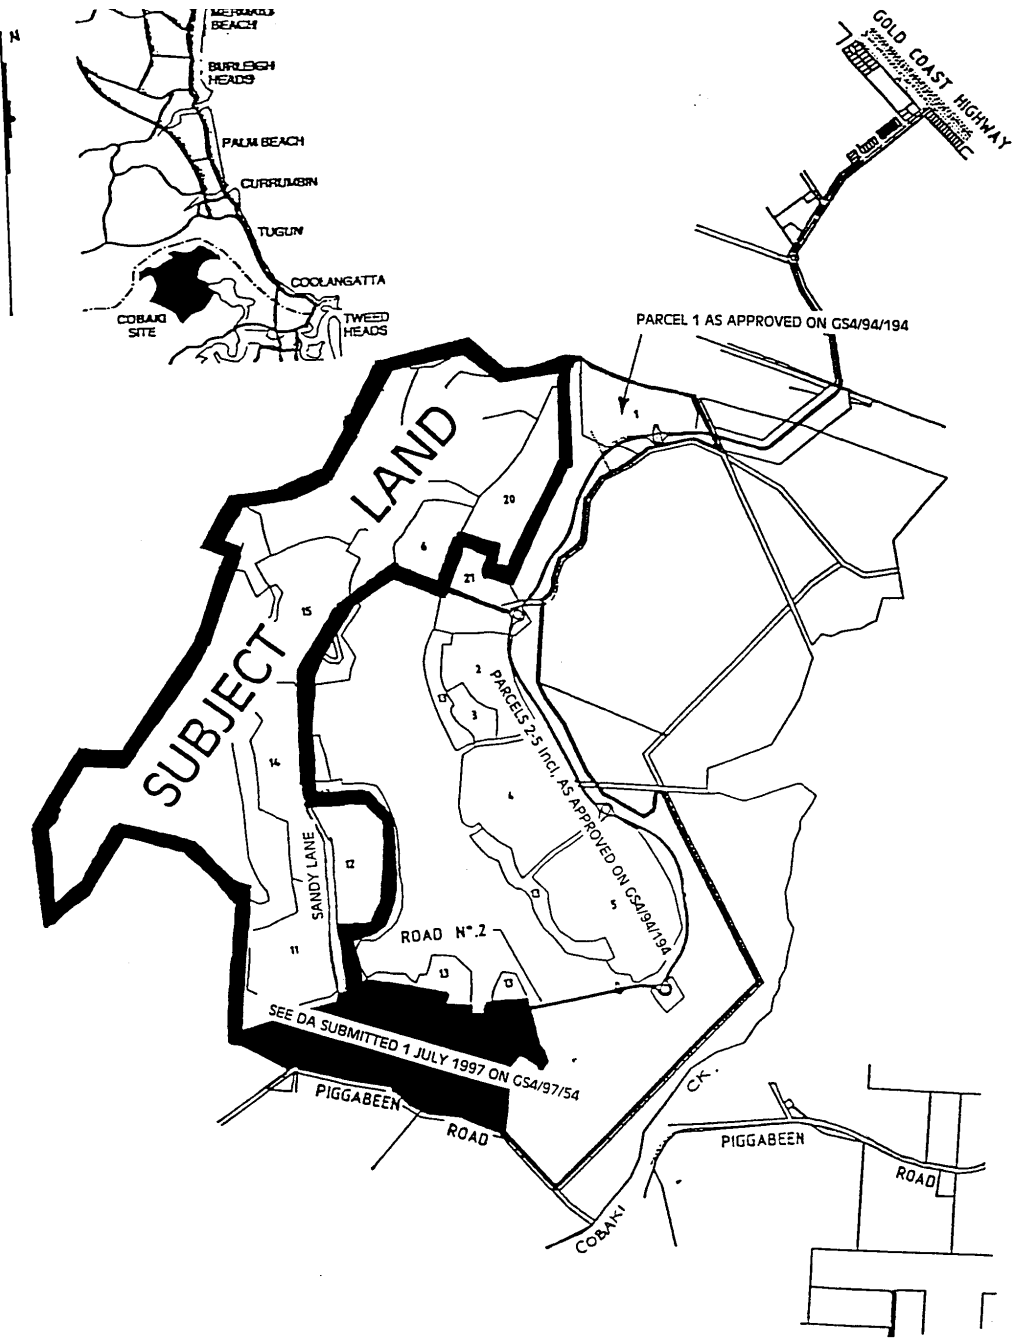 N
MERMAID
BEACH
BURLEIGH
HEADS
PALM BEACH
CURRUMBIN
TUGUN
COOLANGATTA
TWEED
HEADS
COBAKI
SITE
GOLD COAST HIGHWAY
PARCEL 1 AS APPROVED ON GS4/94/194
1
SUBJECT LAND
20
6
21
15
2
3
PARCELS 2-5 Incl, AS APPROVED ON GS4/94/194
14
4
SANDY LANE
12
5
ROAD Nº.2
11
13
13
SEE DA SUBMITTED 1 JULY 1997 ON GS4/97/54
PIGGABEEN
ROAD
COBAKI
CK.
PIGGABEEN
ROAD